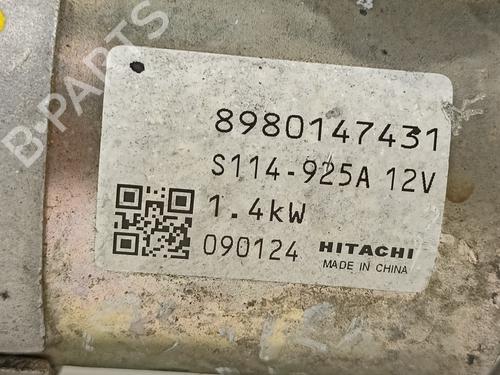 B-PARTS
8980147431
S114-925A 12V
1.4kW
090124 HITACHI
MADE IN CHINA